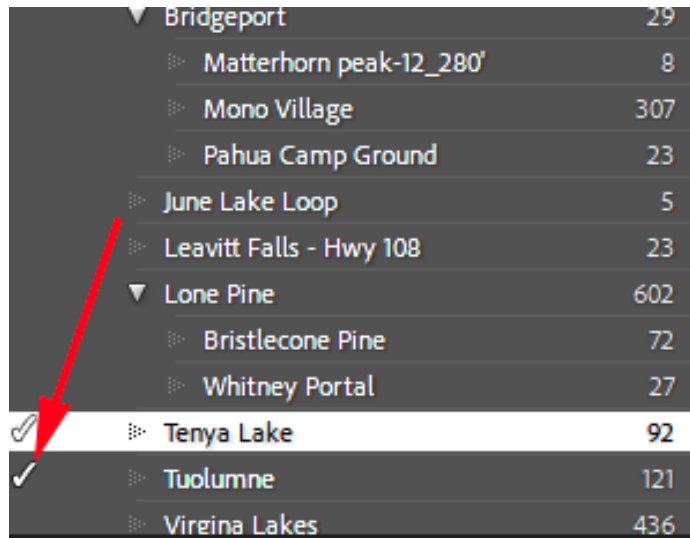 Bridgeport 29
Matterhorn peak-12_280' 8
Mono Village 307
Pahua Camp Ground 23
June Lake Loop 5
Leavitt Falls - Hwy 108 23
Lone Pine 602
Bristlecone Pine 72
Whitney Portal 27
Tenya Lake 92
Tuolumne 121
Virgina Lakes 436